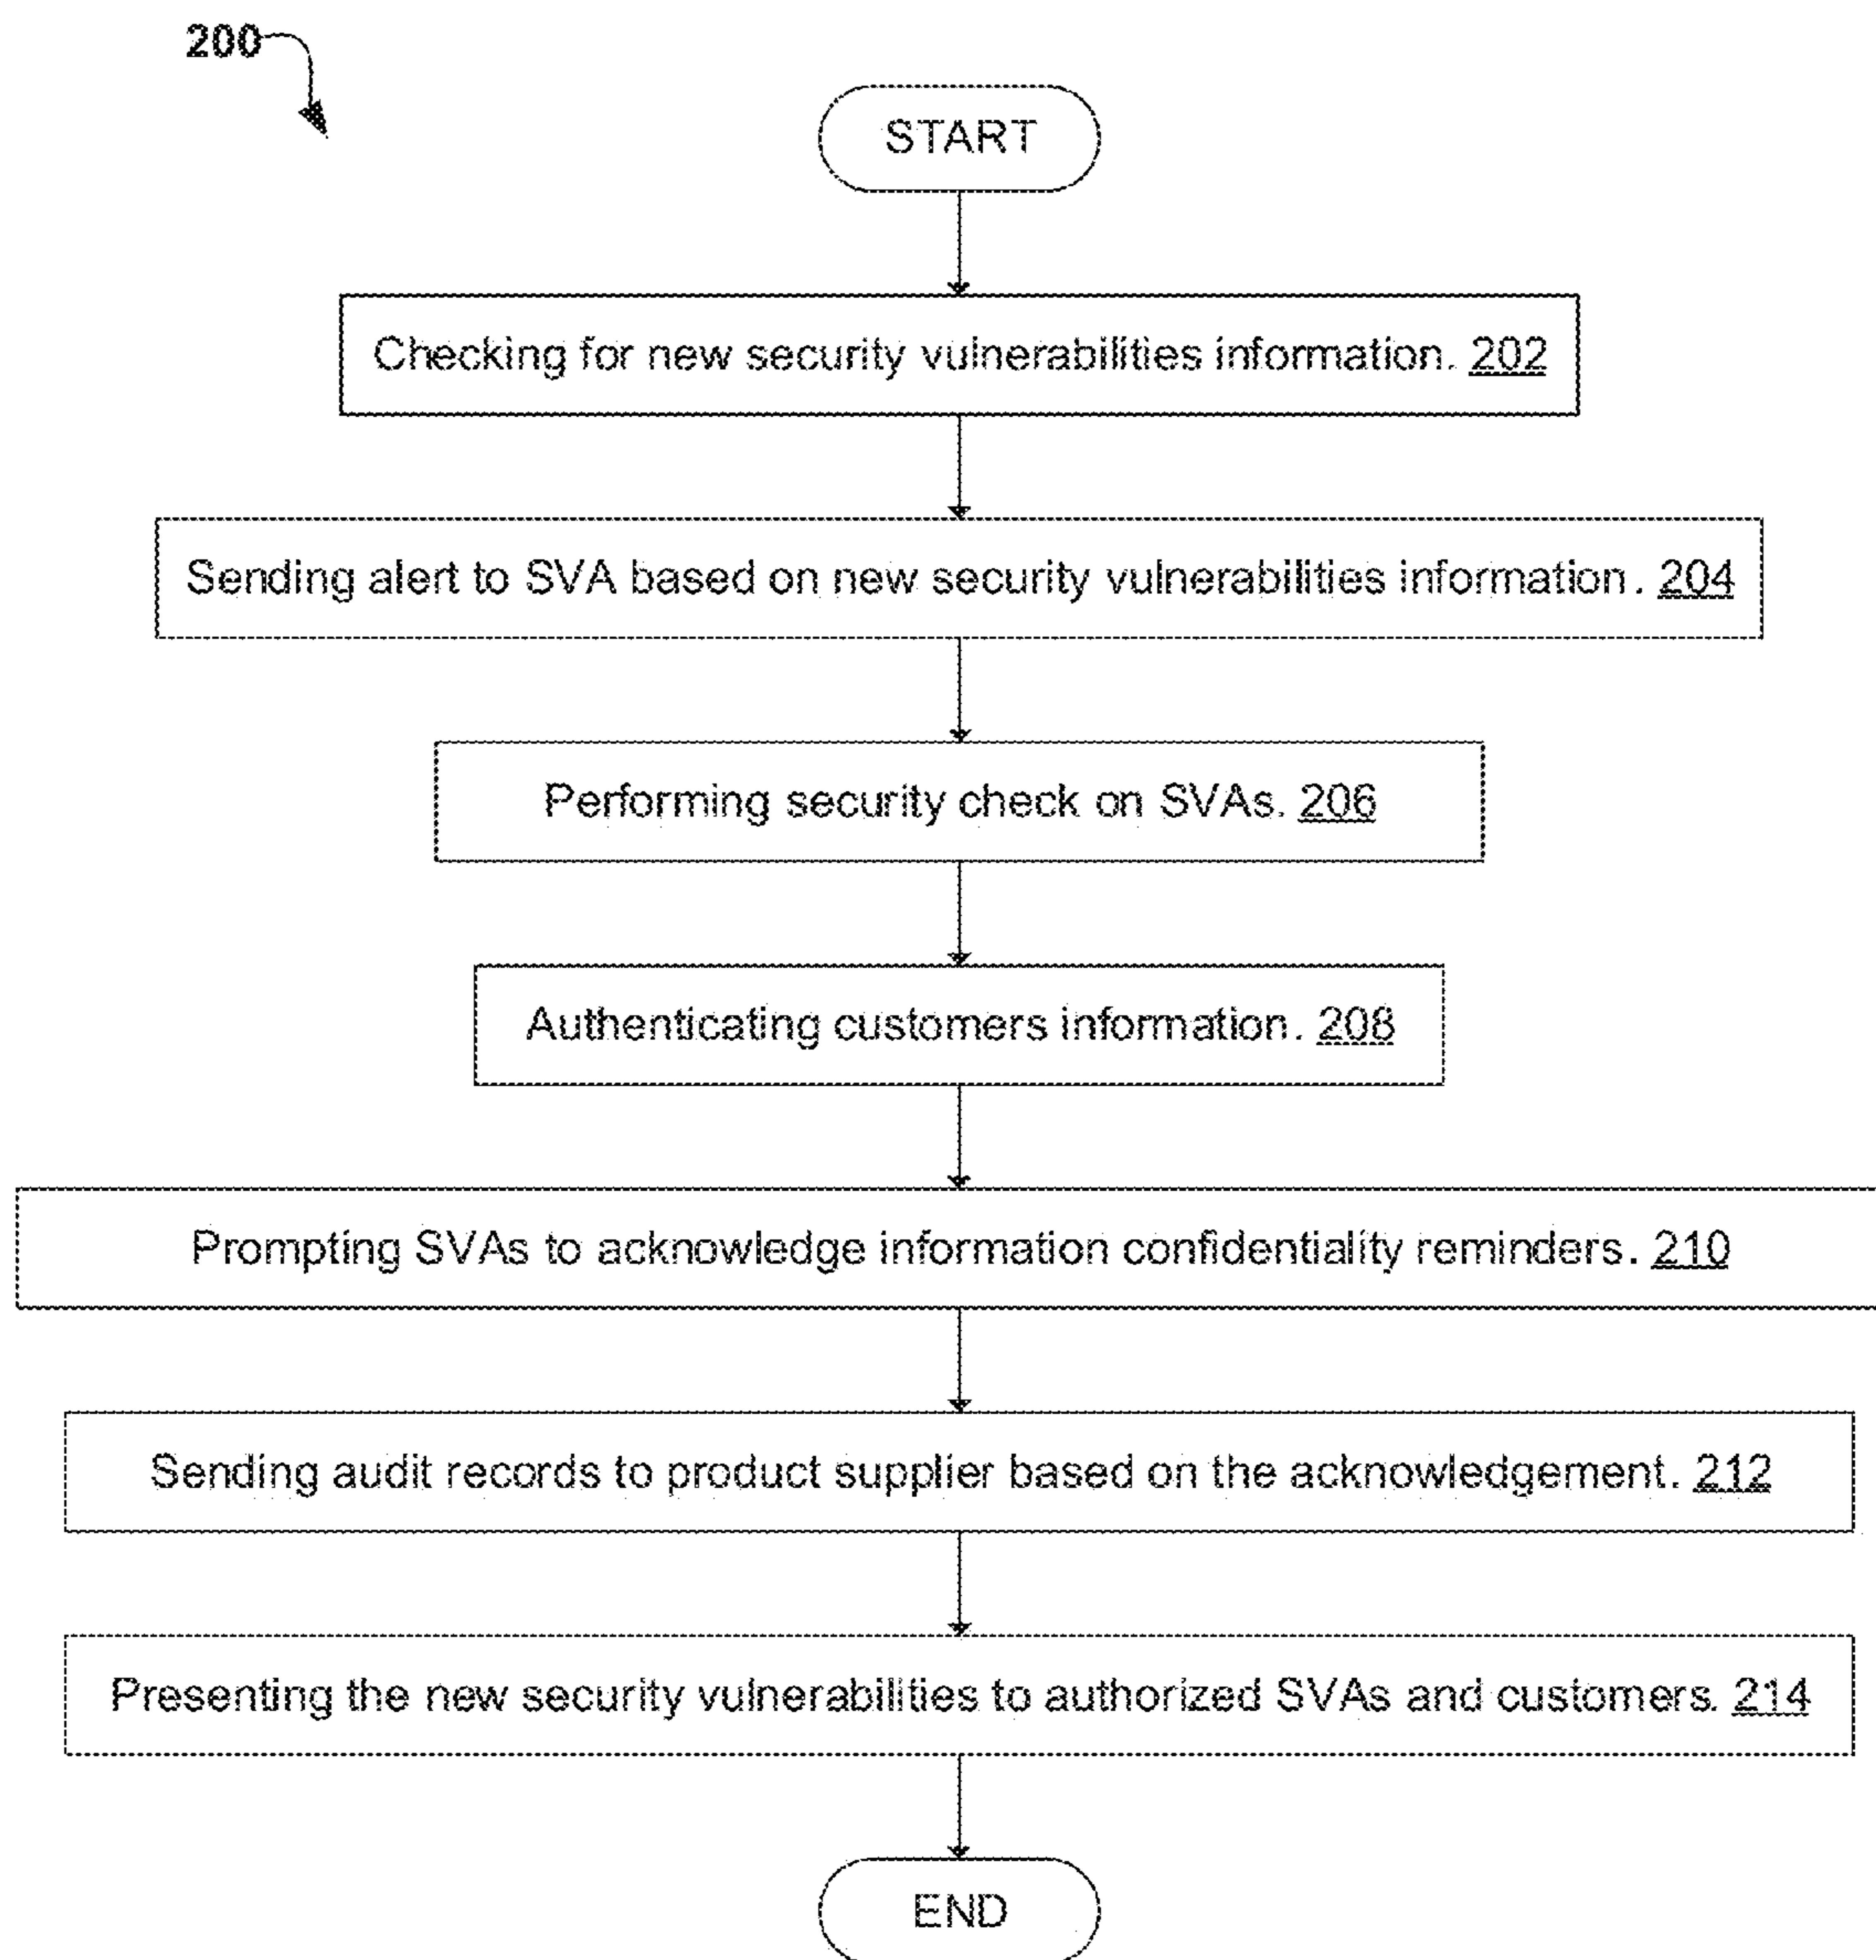 200
START
Checking for new security vulnerabilities information. 202
Sending alert to SVA based on new security vulnerabilities information. 204
Performing security check on SVAs. 206
Authenticating customers information. 208
Prompting SVAs to acknowledge information confidentiality reminders. 210
Sending audit records to product supplier based on the acknowledgement. 212
Presenting the new security vulnerabilities to authorized SVAs and customers. 214
END